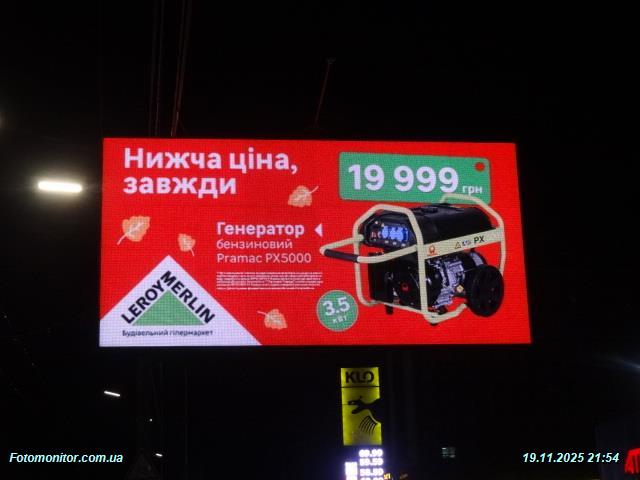 Нижча ціна,
завжди
19 999 грн
Генератор
бензиновий
Pramac PX5000
PX
3.5
кВт
LEROY MERLIN
Будівельний гіпермаркет
KLO
Fotomonitor.com.ua
19.11.2025 21:54